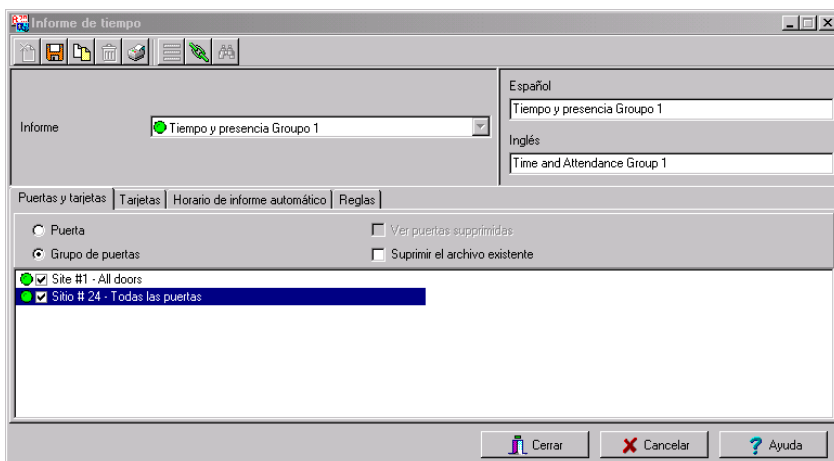 Informe de tiempo
Español
Tiempo y presencia Groupo 1
Informe
Tiempo y presencia Groupo 1
Inglés
Time and Attendance Group 1
Puertas y tarjetas Tarjetas Horario de informe automático Reglas
Puerta Ver puertas supprimidas
Grupo de puertas Suprimir el archivo existente
Site #1 - All doors
Sitio # 24 - Todas las puertas
Cerrar Cancelar Ayuda